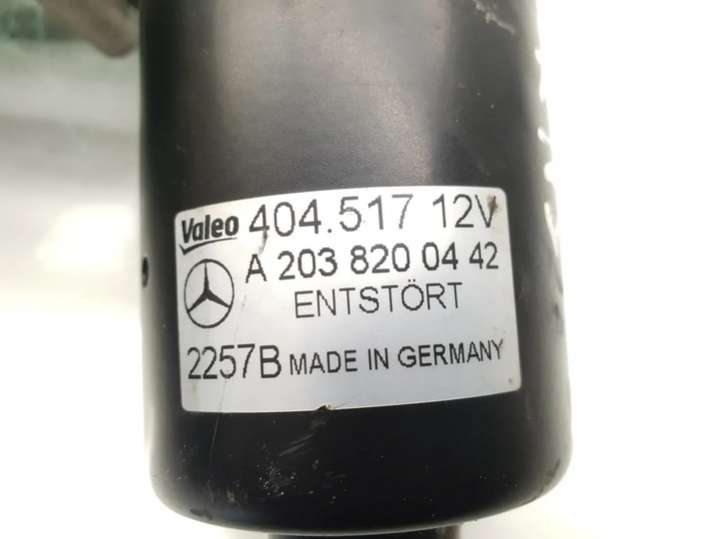 Valeo 404.517 12V
A 203 820 04 42
ENTSTÖRT
2257B MADE IN GERMANY